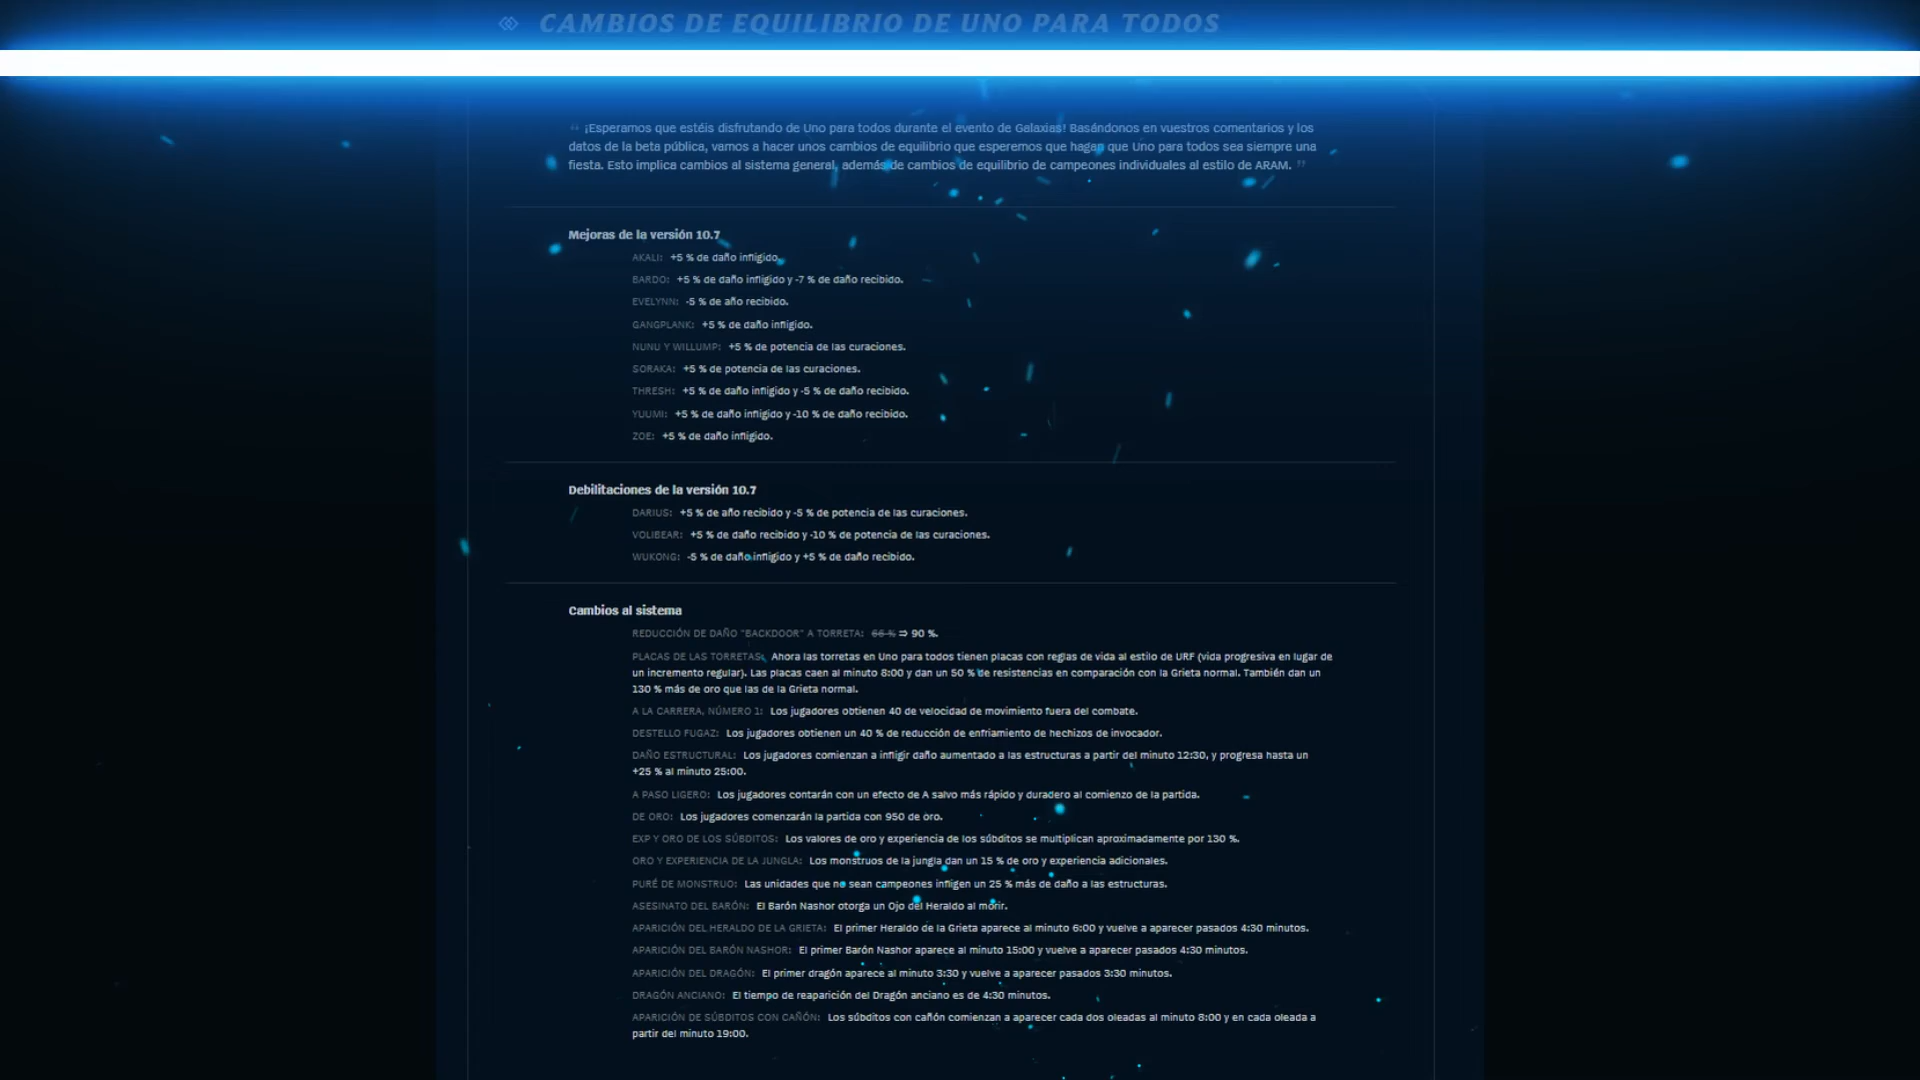 CAMBIOS DE EQUILIBRIO DE UNO PARA TODOS
“ ¡Esperamos que estéis disfrutando de Uno para todos durante el evento de Galaxias! Basándonos en vuestros comentarios y los
datos de la beta pública, vamos a hacer unos cambios de equilibrio que esperemos que hagan que Uno para todos sea siempre una
fiesta. Esto implica cambios al sistema general, además de cambios de equilibrio de campeones individuales al estilo de ARAM. ”
Mejoras de la versión 10.7
AKALI: +5 % de daño infligido.
BARDO: +5 % de daño infligido y -7 % de daño recibido.
EVELYNN: -5 % de año recibido.
GANGPLANK: +5 % de daño infligido.
NUNU Y WILLUMP: +5 % de potencia de las curaciones.
SORAKA: +5 % de potencia de las curaciones.
THRESH: +5 % de daño infligido y -5 % de daño recibido.
YUUMI: +5 % de daño infligido y -10 % de daño recibido.
ZOE: +5 % de daño infligido.
Debilitaciones de la versión 10.7
DARIUS: +5 % de año recibido y -5 % de potencia de las curaciones.
VOLIBEAR: +5 % de daño recibido y -10 % de potencia de las curaciones.
WUKONG: -5 % de daño infligido y +5 % de daño recibido.
Cambios al sistema
REDUCCIÓN DE DAÑO "BACKDOOR" A TORRETA: 66 % ⇒ 90 %.
PLACAS DE LAS TORRETAS: Ahora las torretas en Uno para todos tienen placas con reglas de vida al estilo de URF (vida progresiva en lugar de
un incremento regular). Las placas caen al minuto 8:00 y dan un 50 % de resistencias en comparación con la Grieta normal. También dan un
130 % más de oro que las de la Grieta normal.
A LA CARRERA, NÚMERO 1: Los jugadores obtienen 40 de velocidad de movimiento fuera del combate.
DESTELLO FUGAZ: Los jugadores obtienen un 40 % de reducción de enfriamiento de hechizos de invocador.
DAÑO ESTRUCTURAL: Los jugadores comienzan a infligir daño aumentado a las estructuras a partir del minuto 12:30, y progresa hasta un
+25 % al minuto 25:00.
A PASO LIGERO: Los jugadores contarán con un efecto de A salvo más rápido y duradero al comienzo de la partida.
DE ORO: Los jugadores comenzarán la partida con 950 de oro.
EXP Y ORO DE LOS SÚBDITOS: Los valores de oro y experiencia de los súbditos se multiplican aproximadamente por 130 %.
ORO Y EXPERIENCIA DE LA JUNGLA: Los monstruos de la jungla dan un 15 % de oro y experiencia adicionales.
PURÉ DE MONSTRUO: Las unidades que no sean campeones infligen un 25 % más de daño a las estructuras.
ASESINATO DEL BARÓN: El Barón Nashor otorga un Ojo del Heraldo al morir.
APARICIÓN DEL HERALDO DE LA GRIETA: El primer Heraldo de la Grieta aparece al minuto 6:00 y vuelve a aparecer pasados 4:30 minutos.
APARICIÓN DEL BARÓN NASHOR: El primer Barón Nashor aparece al minuto 15:00 y vuelve a aparecer pasados 4:30 minutos.
APARICIÓN DEL DRAGÓN: El primer dragón aparece al minuto 3:30 y vuelve a aparecer pasados 3:30 minutos.
DRAGÓN ANCIANO: El tiempo de reaparición del Dragón anciano es de 4:30 minutos.
APARICIÓN DE SÚBDITOS CON CAÑÓN: Los súbditos con cañón comienzan a aparecer cada dos oleadas al minuto 8:00 y en cada oleada a
partir del minuto 19:00.